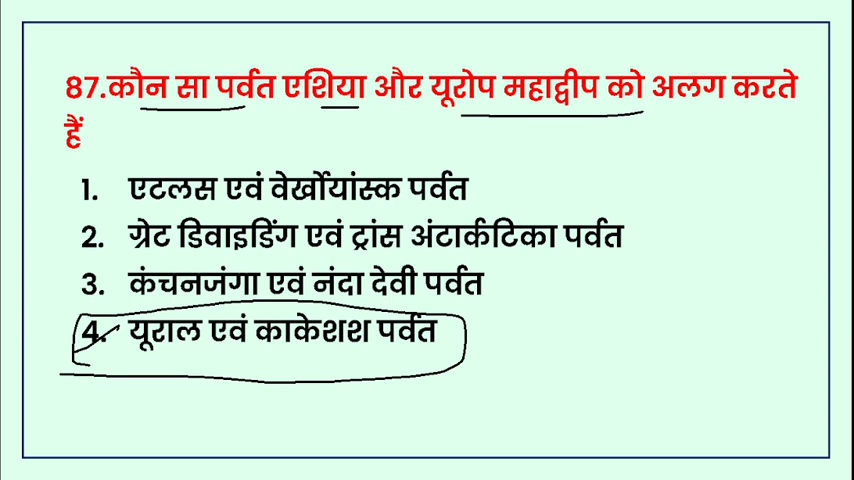 87.कौन सा पर्वत एशिया और यूरोप महाद्वीप को अलग करते
हैं
1. एटलस एवं वेर्खोयांस्क पर्वत
2. ग्रेट डिवाइडिंग एवं ट्रांस अंटार्कटिका पर्वत
3. कंचनजंगा एवं नंदा देवी पर्वत
4. यूराल एवं काकेशश पर्वत